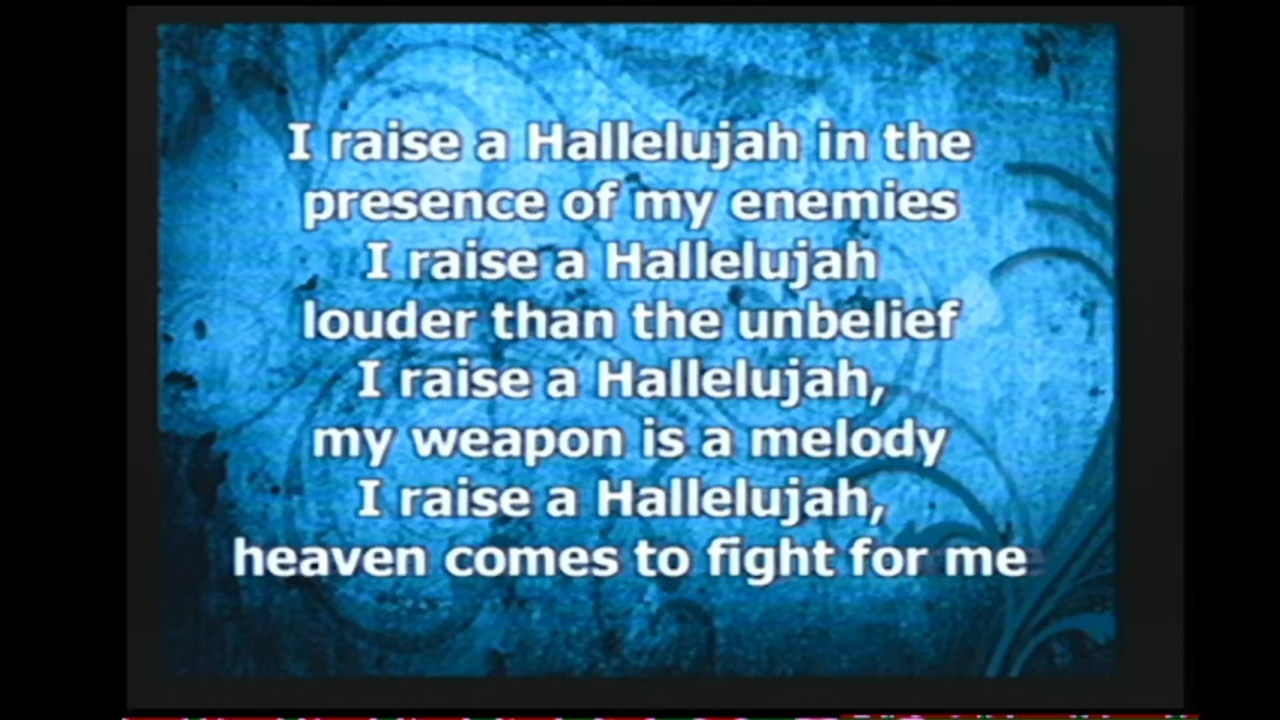 I raise a Hallelujah in the
presence of my enemies
I raise a Hallelujah
louder than the unbelief
I raise a Hallelujah,
my weapon is a melody
I raise a Hallelujah,
heaven comes to fight for me